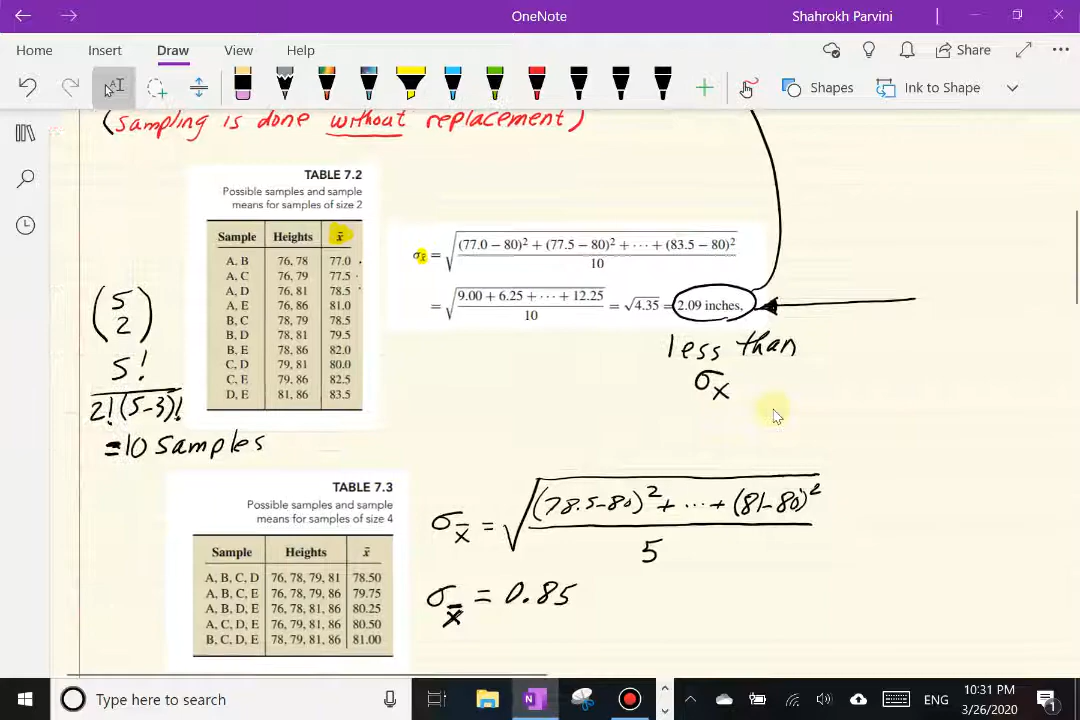 OneNote
Shahrokh Parvini
Home Insert Draw View Help
Share
Shapes
Ink to Shape
(sampling is done without replacement)
TABLE 7.2
Possible samples and sample
means for samples of size 2
Sample Heights x̄
A, B 76, 78 77.0
A, C 76, 79 77.5
A, D 76, 81 78.5
A, E 76, 86 81.0
B, C 78, 79 78.5
B, D 78, 81 79.5
B, E 78, 86 82.0
C, D 79, 81 80.0
C, E 79, 86 82.5
D, E 81, 86 83.5
σx̄ = √((77.0 – 80)² + (77.5 – 80)² + ⋯ + (83.5 – 80)² / 10)
= √(9.00 + 6.25 + ⋯ + 12.25 / 10) = √4.35 = 2.09 inches.
less than
σx
(5
2)
5!
2!(5-3)!
=10 samples
TABLE 7.3
Possible samples and sample
means for samples of size 4
Sample Heights x̄
A, B, C, D 76, 78, 79, 81 78.50
A, B, C, E 76, 78, 79, 86 79.75
A, B, D, E 76, 78, 81, 86 80.25
A, C, D, E 76, 79, 81, 86 80.50
B, C, D, E 78, 79, 81, 86 81.00
σx̄ = √((78.5-80)² + ⋯ + (81-80)² / 5)
σx̄ = 0.85
Type here to search
ENG
10:31 PM
3/26/2020
1